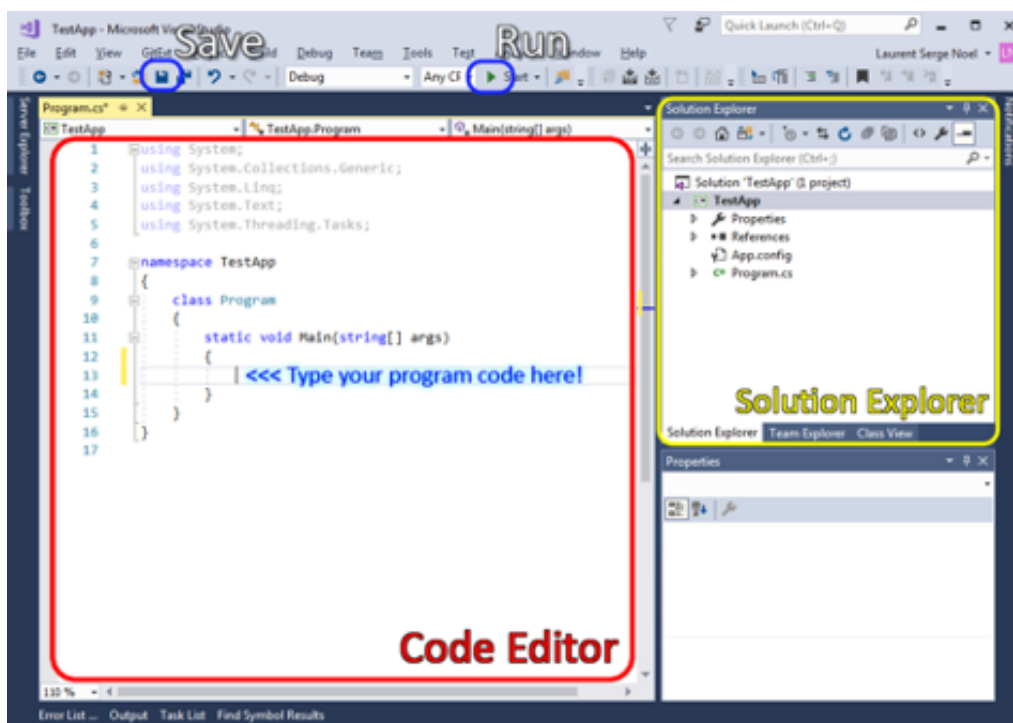 TestApp - Microsoft Vi
Quick Launch (Ctrl+Q)
Save
Run
File Edit View Debug Team Tools Test Window Help
Laurent Serge Noel
Debug Any CP Start
Server Explorer
Toolbox
Notifications
Program.cs*
TestApp TestApp.Program Main(string[] args)
1 using System;
2 using System.Collections.Generic;
3 using System.Linq;
4 using System.Text;
5 using System.Threading.Tasks;
6
7 namespace TestApp
8 {
9 class Program
10 {
11 static void Main(string[] args)
12 {
13 <<< Type your program code here!
14 }
15 }
16 }
17
Code Editor
110 %
Solution Explorer
Search Solution Explorer (Ctrl+;)
Solution 'TestApp' (1 project)
TestApp
Properties
References
App.config
C# Program.cs
Solution Explorer
Solution Explorer Team Explorer Class View
Properties
Error List ... Output Task List Find Symbol Results